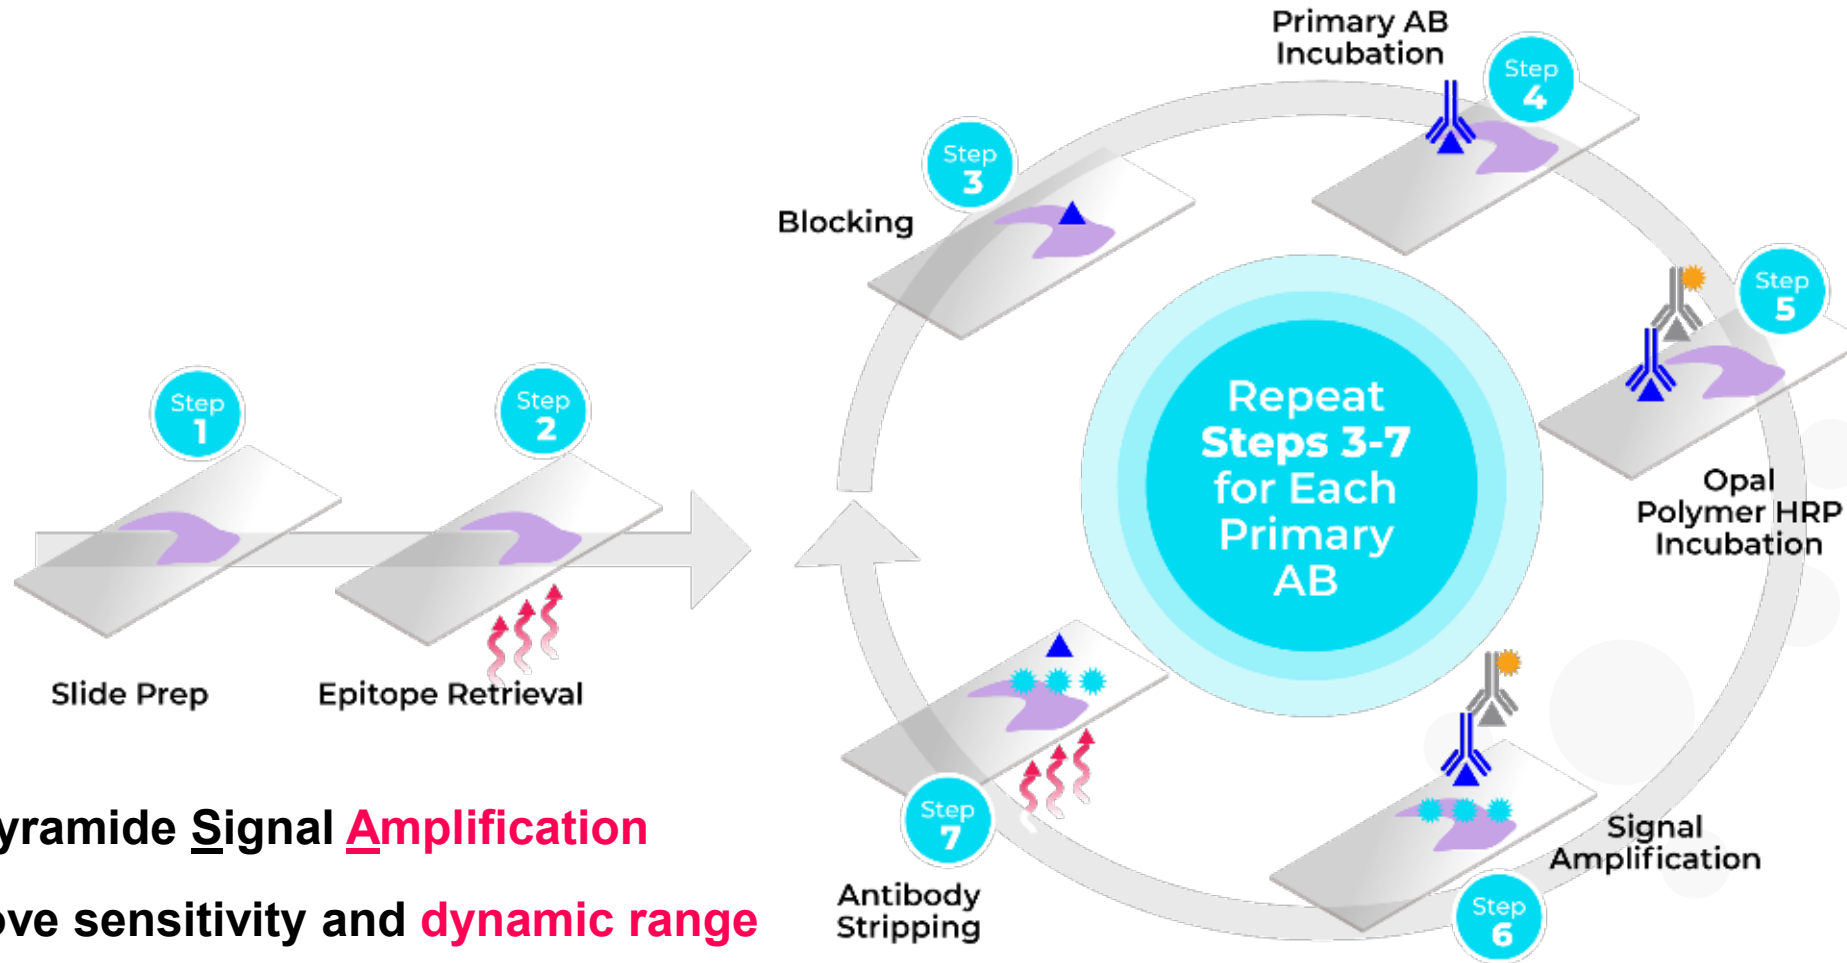 Step
1
Slide Prep
Step
2
Epitope Retrieval
Step
3
Blocking
Primary AB
Incubation
Step
4
Step
5
Opal
Polymer HRP
Incubation
Signal
Amplification
Step
6
Step
7
Antibody
Stripping
Repeat
Steps 3-7
for Each
Primary
AB
yramide Signal Amplification
ove sensitivity and dynamic range